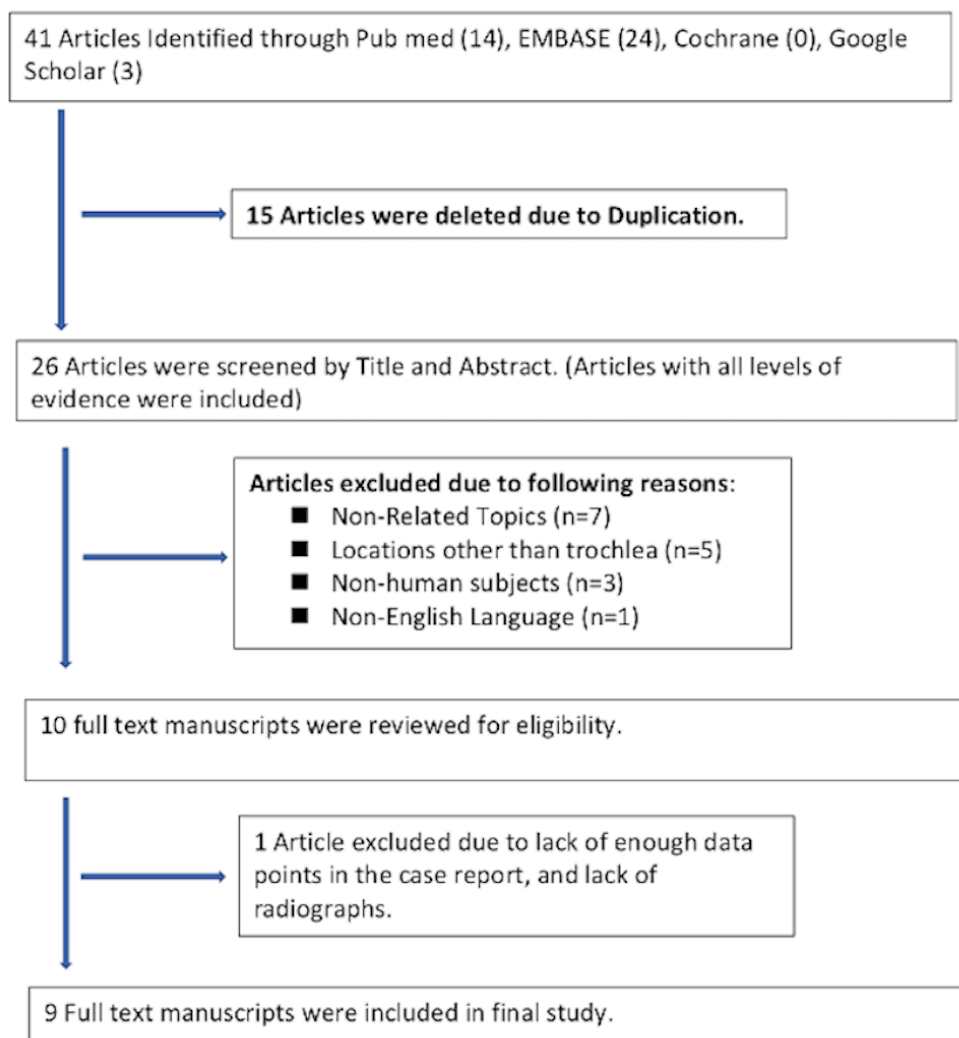 41 Articles Identified through Pub med (14), EMBASE (24), Cochrane (0), Google
Scholar (3)
15 Articles were deleted due to Duplication.
26 Articles were screened by Title and Abstract. (Articles with all levels of
evidence were included)
Articles excluded due to following reasons:
■ Non-Related Topics (n=7)
■ Locations other than trochlea (n=5)
■ Non-human subjects (n=3)
■ Non-English Language (n=1)
10 full text manuscripts were reviewed for eligibility.
1 Article excluded due to lack of enough data
points in the case report, and lack of
radiographs.
9 Full text manuscripts were included in final study.